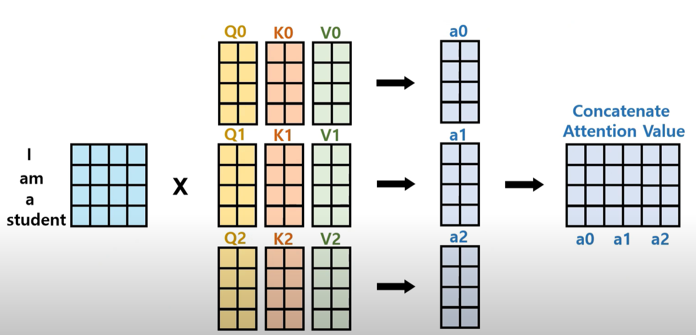 Q0 K0 V0 a0
Concatenate
Attention Value
Q1 K1 V1 a1
I
am
a
student
X
a0 a1 a2
Q2 K2 V2 a2